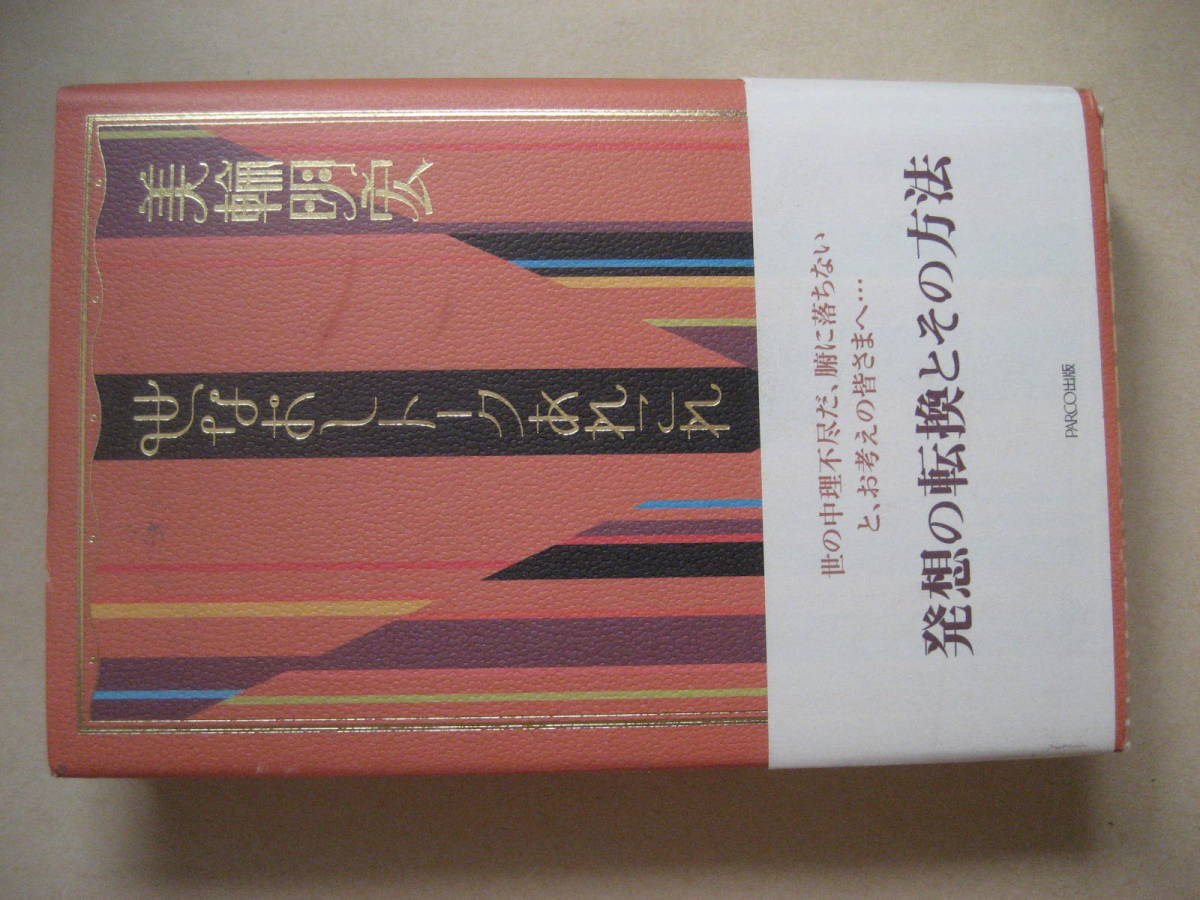 美輪明宏
世なおしトークあれこれ
世の中理不尽だ、腑に落ちない
と、お考えの皆さまへ…
発想の転換とその方法
PARCO出版